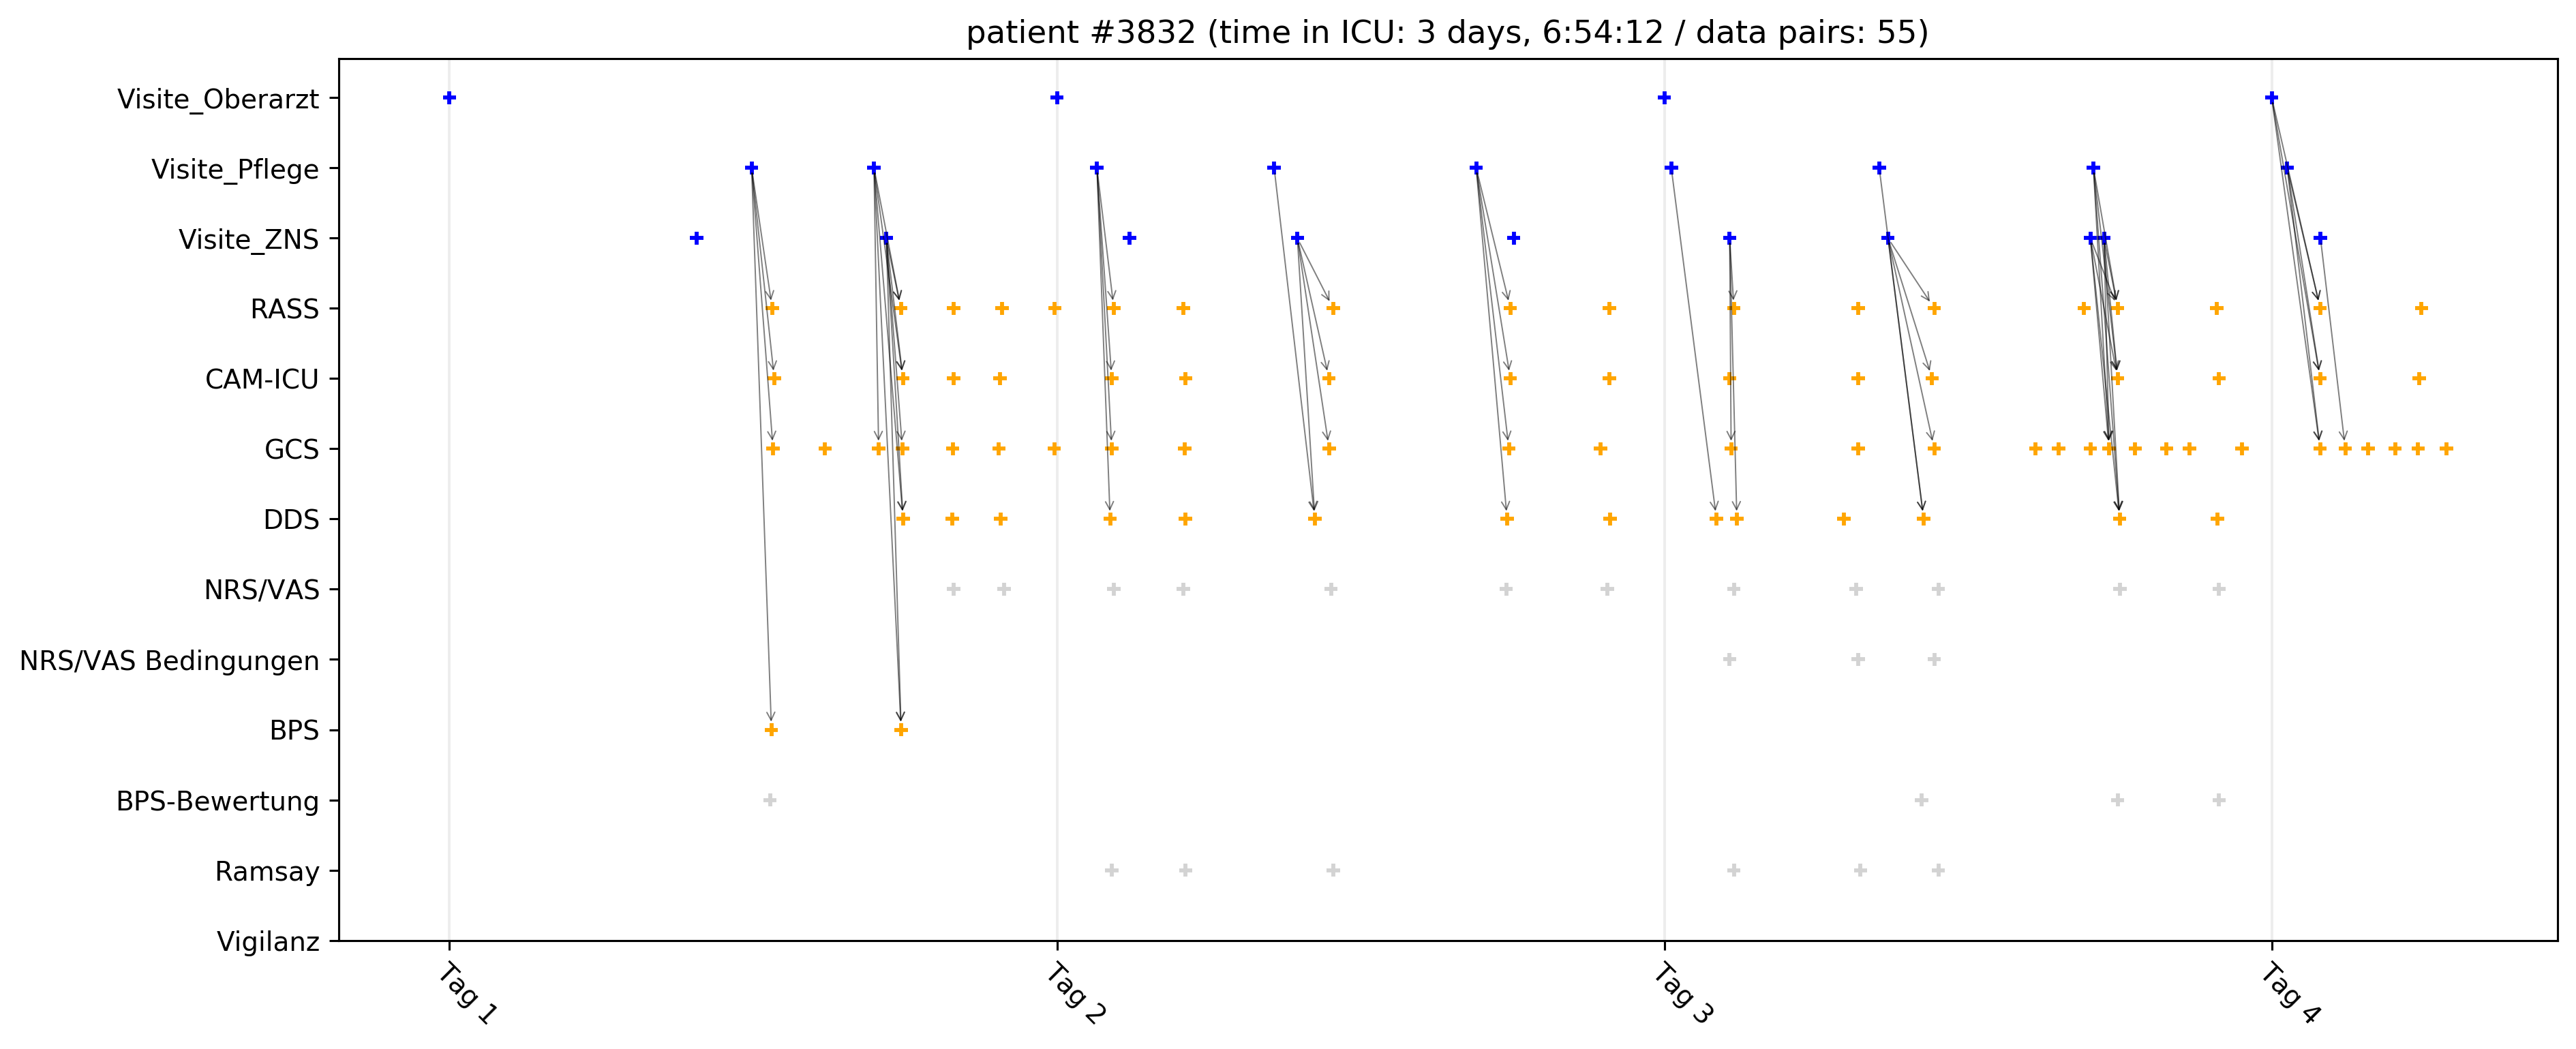 patient #3832 (time in ICU: 3 days, 6:54:12 / data pairs: 55)
Visite_Oberarzt
Visite_Pflege
Visite_ZNS
RASS
CAM-ICU
GCS
DDS
NRS/VAS
NRS/VAS Bedingungen
BPS
BPS-Bewertung
Ramsay
Vigilanz
Tag 1
Tag 2
Tag 3
Tag 4